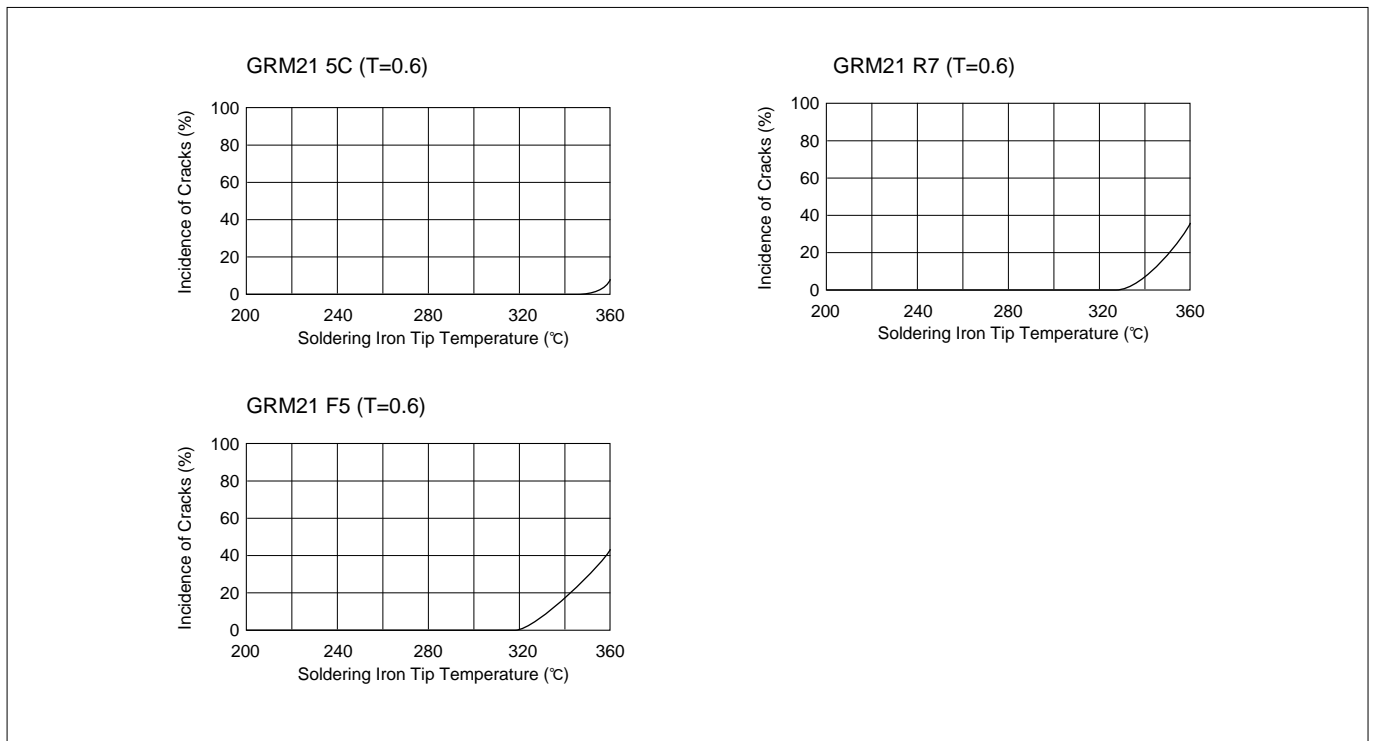 GRM21 5C (T=0.6)
Incidence of Cracks (%)
100
80
60
40
20
0
200 240 280 320 360
Soldering Iron Tip Temperature (℃)
GRM21 R7 (T=0.6)
Incidence of Cracks (%)
100
80
60
40
20
0
200 240 280 320 360
Soldering Iron Tip Temperature (℃)
GRM21 F5 (T=0.6)
Incidence of Cracks (%)
100
80
60
40
20
0
200 240 280 320 360
Soldering Iron Tip Temperature (℃)